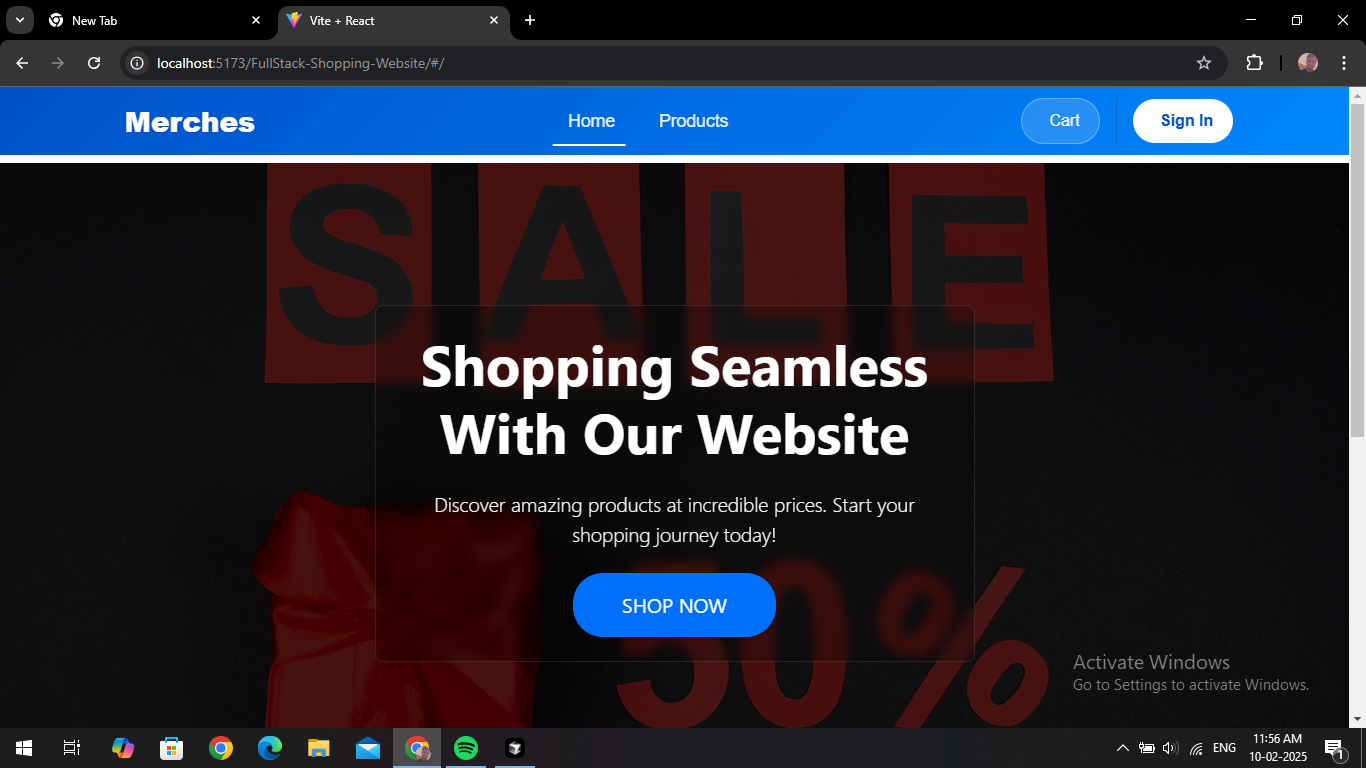 New Tab
Vite + React
localhost:5173/FullStack-Shopping-Website/#/
Merches
Home
Products
Cart
Sign In
SALE
Shopping Seamless
With Our Website
Discover amazing products at incredible prices. Start your
shopping journey today!
SHOP NOW
50%
Activate Windows
Go to Settings to activate Windows.
ENG
11:56 AM
10-02-2025
1